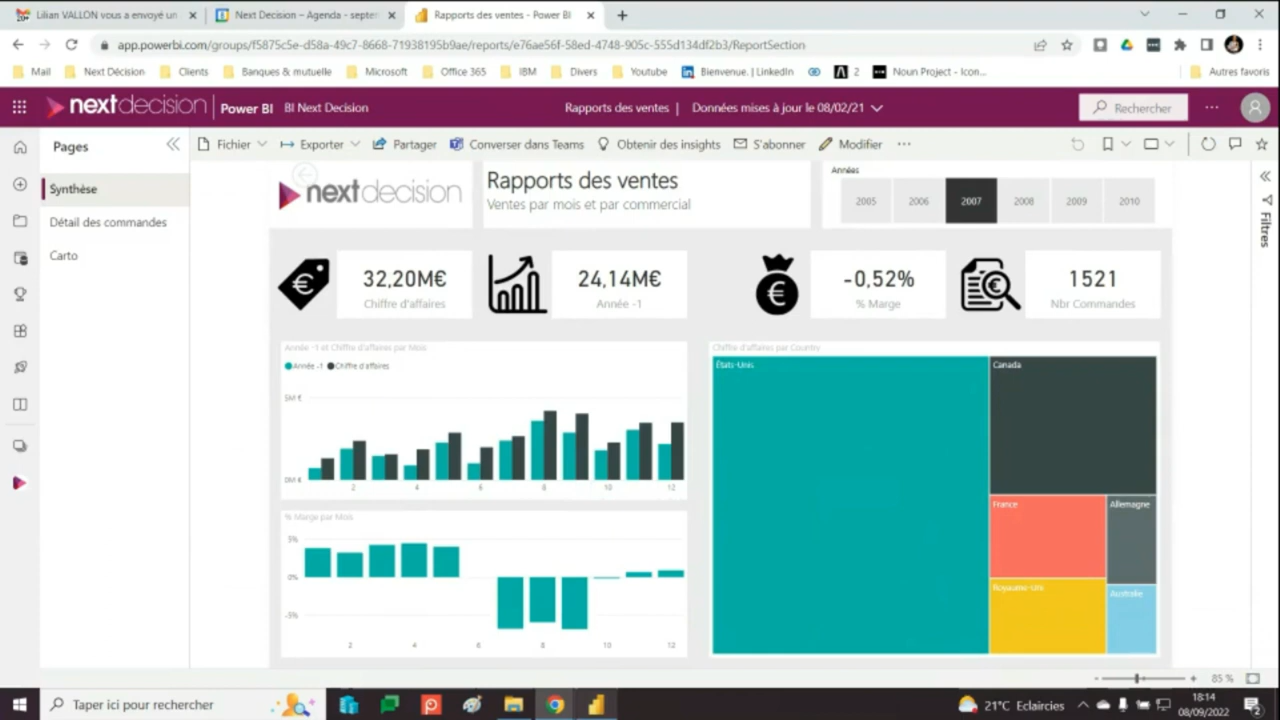 Lilian VALLON vous a envoyé un
Next Decision – Agenda - septer
Rapports des ventes - Power BI
app.powerbi.com/groups/f5875c5e-d58a-49c7-8668-71938195b9ae/reports/e76ae56f-58ed-4748-905c-555d134df2b3/ReportSection
Mail Next Décision Clients Banques & mutuelle Microsoft Office 365 IBM Divers Youtube Bienvenue. | LinkedIn 2 Noun Project - Icon... Autres favoris
nextdecision Power BI BI Next Decision Rapports des ventes | Données mises à jour le 08/02/21 Rechercher
Pages
Fichier Exporter Partager Converser dans Teams Obtenir des insights S'abonner Modifier
Synthèse
Détail des commandes
Carto
nextdecision
Rapports des ventes
Ventes par mois et par commercial
Années
2005 2006 2007 2008 2009 2010
Filtres
32,20M€
Chiffre d'affaires
24,14M€
Année -1
-0,52%
% Marge
1521
Nbr Commandes
Année -1 et Chiffre d'affaires par Mois
Année -1 Chiffre d'affaires
5M €
0M €
2 4 6 8 10 12
% Marge par Mois
5%
0%
-5%
2 4 6 8 10 12
Chiffre d'affaires par Country
États-Unis
Canada
France
Allemagne
Royaume-Uni
Australie
85 %
Taper ici pour rechercher
21°C Eclaircies
18:14
08/09/2022
2